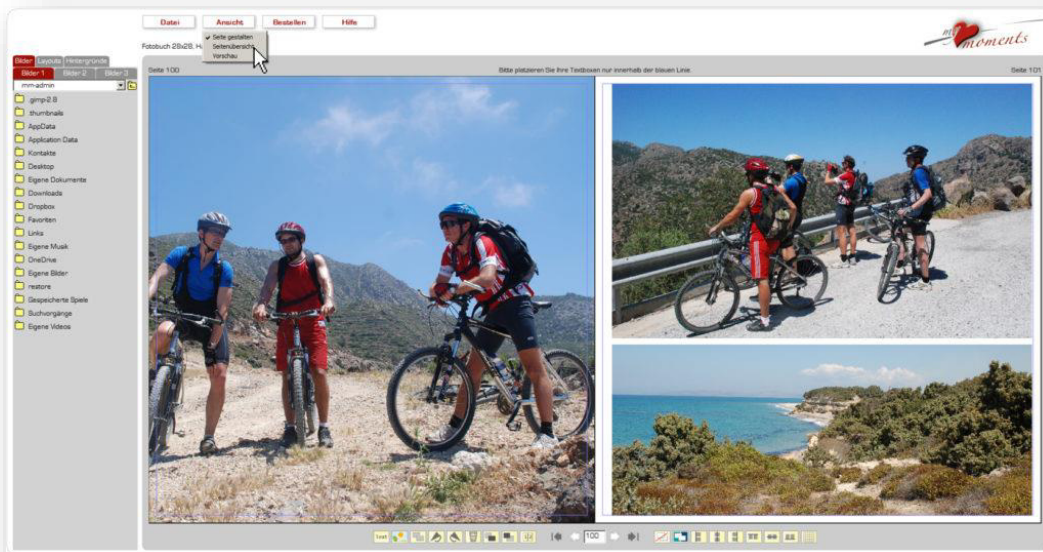 Datei Ansicht Bestellen Hilfe
my moments
Seite gestalten
Seitenübersicht
Vorschau
Fotobuch 28x28, H
Bilder Layouts Hintergründe
Bilder 1 Bilder 2 Bilder 3
mm-admin
Seite 100 Bitte platzieren Sie Ihre Textboxen nur innerhalb der blauen Linie. Seite 101
.gimp-2.8
.thumbnails
AppData
Application Data
Kontakte
Desktop
Eigene Dokumente
Downloads
Dropbox
Favoriten
Links
Eigene Musik
OneDrive
Eigene Bilder
restore
Gespeicherte Spiele
Suchvorgänge
Eigene Videos
Text 100